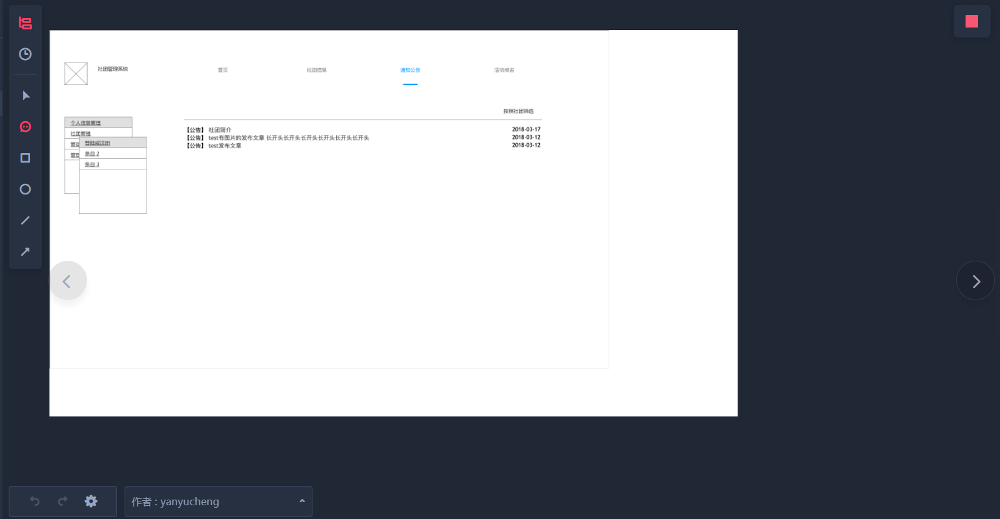 社团管理系统
首页
社团信息
通知公告
活动报名
按照社团筛选
个人信息管理
社团管理
管理
管理
登陆或注册
条目 2
条目 3
【公告】 社团简介 2018-03-17
【公告】 test有图片的发布文章 长开头长开头长开头长开头长开头长开头 2018-03-12
【公告】 test发布文章 2018-03-12
作者 : yanyucheng